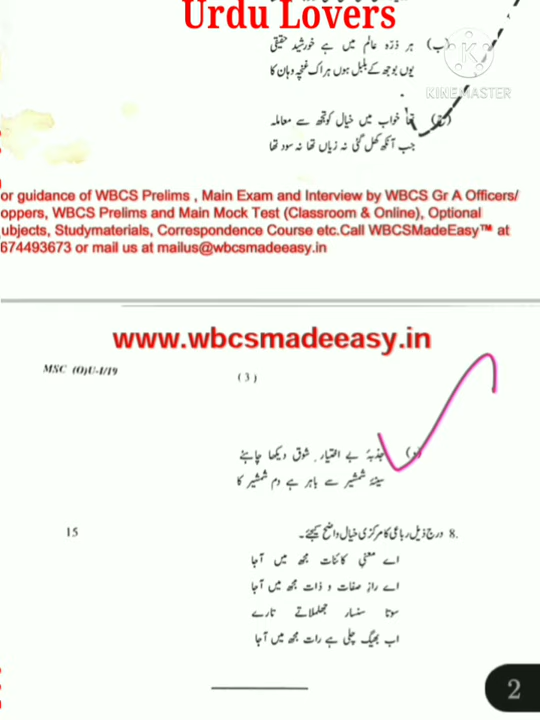 Urdu Lovers
(ب) ہر ذرّہ عالم میں ہے خورشید حقیقی
یوں بوجھ کے بلبل ہوں ہر اک غنچہ دہاں کا
KINEMASTER
تھا خواب میں خیال کو تجھ سے معاملہ
جب آنکھ کھل گئی نہ زیاں تھا نہ سود تھا
or guidance of WBCS Prelims , Main Exam and Interview by WBCS Gr A Officers/
oppers, WBCS Prelims and Main Mock Test (Classroom & Online), Optional
ubjects, Studymaterials, Correspondence Course etc.Call WBCSMadeEasy™ at
674493673 or mail us at mailus@wbcsmadeeasy.in
www.wbcsmadeeasy.in
MSC (O)U-I/19
(3)
(د) جذبۂ بے اختیار شوق دیکھا چاہئے
سینۂ شمشیر سے باہر ہے دم شمشیر کا
8. درج ذیل رباعی کا مرکزی خیال واضح کیجئے۔ 15
اے معنیٔ کائنات مجھ میں آجا
اے رازِ صفات و ذات مجھ میں آجا
سوتا سنسار جھلملاتے تارے
اب بھیگ چلی ہے رات مجھ میں آجا
2